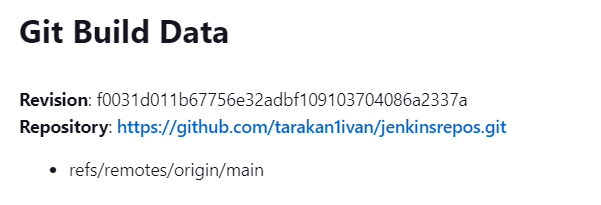 Git Build Data
Revision: f0031d011b67756e32adbf109103704086a2337a
Repository: https://github.com/tarakan1ivan/jenkinsrepos.git
• refs/remotes/origin/main